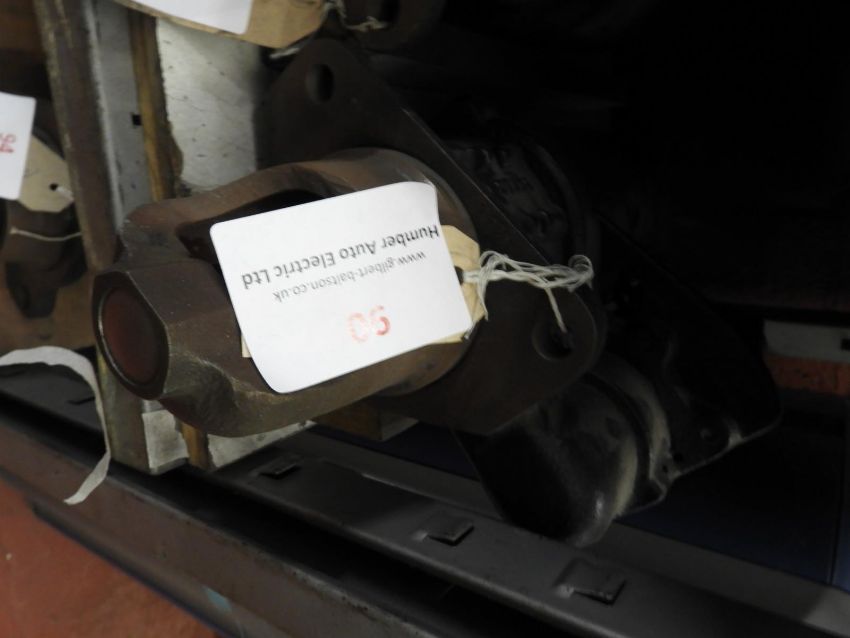 90
www.gilbert-baitson.co.uk
Humber Auto Electric Ltd